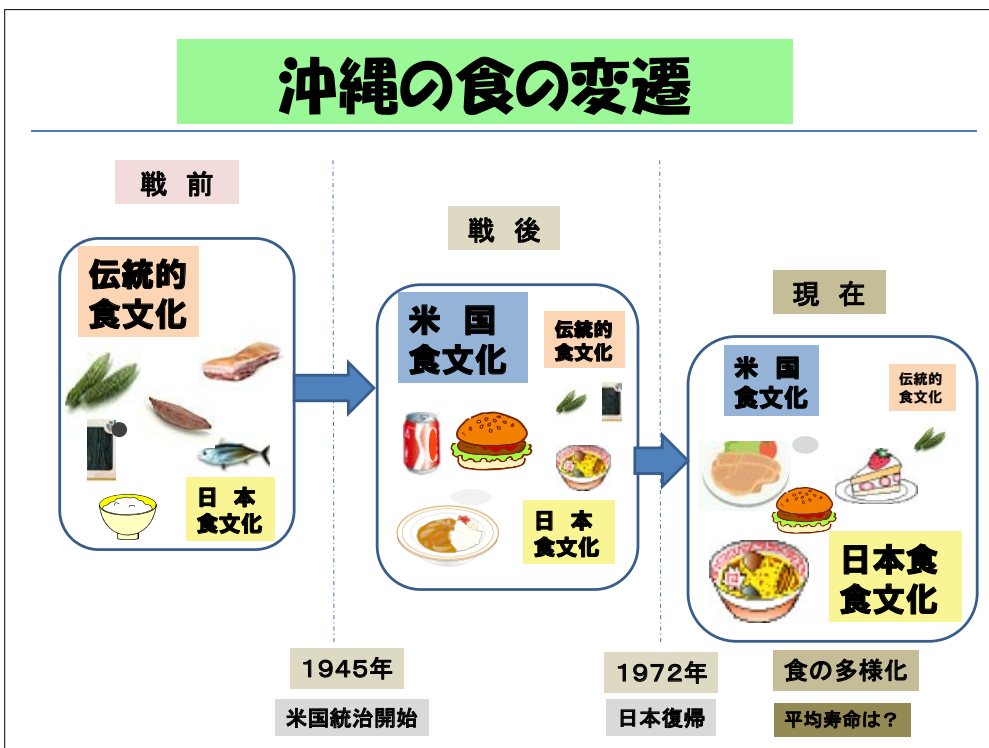 沖縄の食の変遷
戦 前
伝統的
食文化
日 本
食文化
戦 後
米 国
食文化
伝統的
食文化
日 本
食文化
現 在
米 国
食文化
伝統的
食文化
日本食
食文化
1945年
米国統治開始
1972年
日本復帰
食の多様化
平均寿命は？